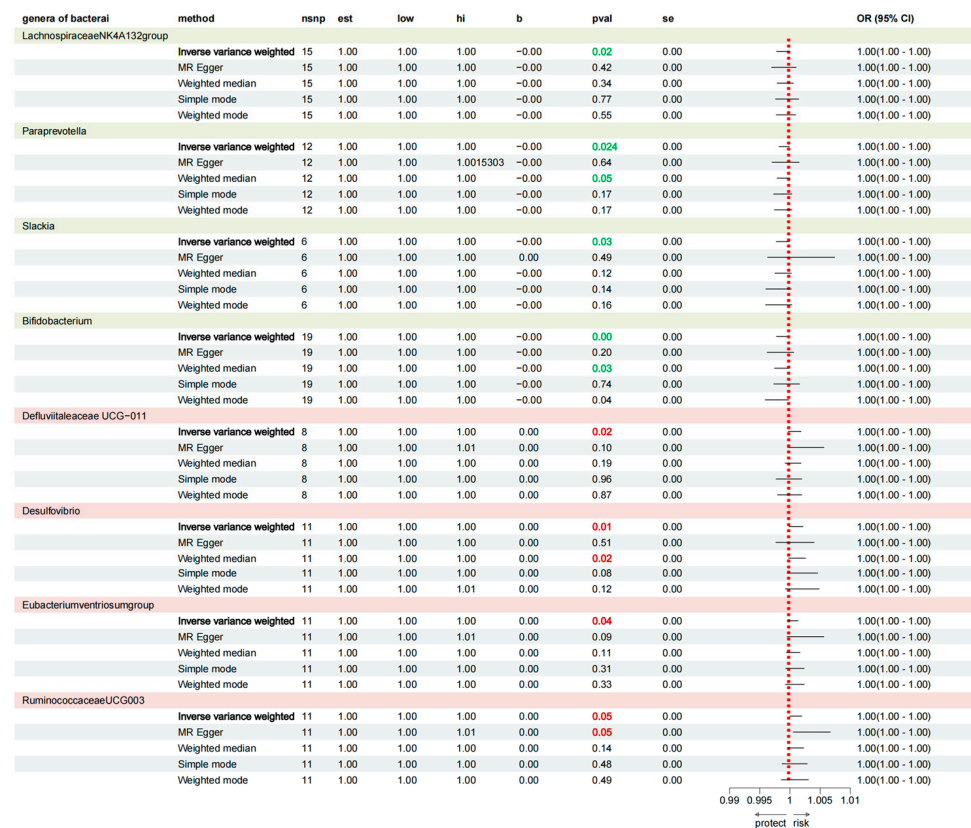 genera of bacterai method nsnp est low hi b pval se OR (95% CI)
LachnospiraceaeNK4A132group
Inverse variance weighted 15 1.00 1.00 1.00 −0.00 0.02 0.00 1.00(1.00 - 1.00)
MR Egger 15 1.00 1.00 1.00 −0.00 0.42 0.00 1.00(1.00 - 1.00)
Weighted median 15 1.00 1.00 1.00 −0.00 0.34 0.00 1.00(1.00 - 1.00)
Simple mode 15 1.00 1.00 1.00 −0.00 0.77 0.00 1.00(1.00 - 1.00)
Weighted mode 15 1.00 1.00 1.00 −0.00 0.55 0.00 1.00(1.00 - 1.00)
Paraprevotella
Inverse variance weighted 12 1.00 1.00 1.00 −0.00 0.024 0.00 1.00(1.00 - 1.00)
MR Egger 12 1.00 1.00 1.0015303 −0.00 0.64 0.00 1.00(1.00 - 1.00)
Weighted median 12 1.00 1.00 1.00 −0.00 0.05 0.00 1.00(1.00 - 1.00)
Simple mode 12 1.00 1.00 1.00 −0.00 0.17 0.00 1.00(1.00 - 1.00)
Weighted mode 12 1.00 1.00 1.00 −0.00 0.17 0.00 1.00(1.00 - 1.00)
Slackia
Inverse variance weighted 6 1.00 1.00 1.00 −0.00 0.03 0.00 1.00(1.00 - 1.00)
MR Egger 6 1.00 1.00 1.00 0.00 0.49 0.00 1.00(1.00 - 1.00)
Weighted median 6 1.00 1.00 1.00 −0.00 0.12 0.00 1.00(1.00 - 1.00)
Simple mode 6 1.00 1.00 1.00 −0.00 0.14 0.00 1.00(1.00 - 1.00)
Weighted mode 6 1.00 1.00 1.00 −0.00 0.16 0.00 1.00(1.00 - 1.00)
Bifidobacterium
Inverse variance weighted 19 1.00 1.00 1.00 −0.00 0.00 0.00 1.00(1.00 - 1.00)
MR Egger 19 1.00 1.00 1.00 −0.00 0.20 0.00 1.00(1.00 - 1.00)
Weighted median 19 1.00 1.00 1.00 −0.00 0.03 0.00 1.00(1.00 - 1.00)
Simple mode 19 1.00 1.00 1.00 −0.00 0.74 0.00 1.00(1.00 - 1.00)
Weighted mode 19 1.00 1.00 1.00 −0.00 0.04 0.00 1.00(1.00 - 1.00)
Defluviitaleaceae UCG−011
Inverse variance weighted 8 1.00 1.00 1.00 0.00 0.02 0.00 1.00(1.00 - 1.00)
MR Egger 8 1.00 1.00 1.01 0.00 0.10 0.00 1.00(1.00 - 1.00)
Weighted median 8 1.00 1.00 1.00 0.00 0.19 0.00 1.00(1.00 - 1.00)
Simple mode 8 1.00 1.00 1.00 0.00 0.96 0.00 1.00(1.00 - 1.00)
Weighted mode 8 1.00 1.00 1.00 0.00 0.87 0.00 1.00(1.00 - 1.00)
Desulfovibrio
Inverse variance weighted 11 1.00 1.00 1.00 0.00 0.01 0.00 1.00(1.00 - 1.00)
MR Egger 11 1.00 1.00 1.00 0.00 0.51 0.00 1.00(1.00 - 1.00)
Weighted median 11 1.00 1.00 1.00 0.00 0.02 0.00 1.00(1.00 - 1.00)
Simple mode 11 1.00 1.00 1.00 0.00 0.08 0.00 1.00(1.00 - 1.00)
Weighted mode 11 1.00 1.00 1.01 0.00 0.12 0.00 1.00(1.00 - 1.00)
Eubacteriumventriosumgroup
Inverse variance weighted 11 1.00 1.00 1.00 0.00 0.04 0.00 1.00(1.00 - 1.00)
MR Egger 11 1.00 1.00 1.01 0.00 0.09 0.00 1.00(1.00 - 1.00)
Weighted median 11 1.00 1.00 1.00 0.00 0.11 0.00 1.00(1.00 - 1.00)
Simple mode 11 1.00 1.00 1.00 0.00 0.31 0.00 1.00(1.00 - 1.00)
Weighted mode 11 1.00 1.00 1.00 0.00 0.33 0.00 1.00(1.00 - 1.00)
RuminococcaceaeUCG003
Inverse variance weighted 11 1.00 1.00 1.00 0.00 0.05 0.00 1.00(1.00 - 1.00)
MR Egger 11 1.00 1.00 1.01 0.00 0.05 0.00 1.00(1.00 - 1.00)
Weighted median 11 1.00 1.00 1.00 0.00 0.14 0.00 1.00(1.00 - 1.00)
Simple mode 11 1.00 1.00 1.00 0.00 0.48 0.00 1.00(1.00 - 1.00)
Weighted mode 11 1.00 1.00 1.00 0.00 0.49 0.00 1.00(1.00 - 1.00)
0.99 0.995 1 1.005 1.01
protect risk